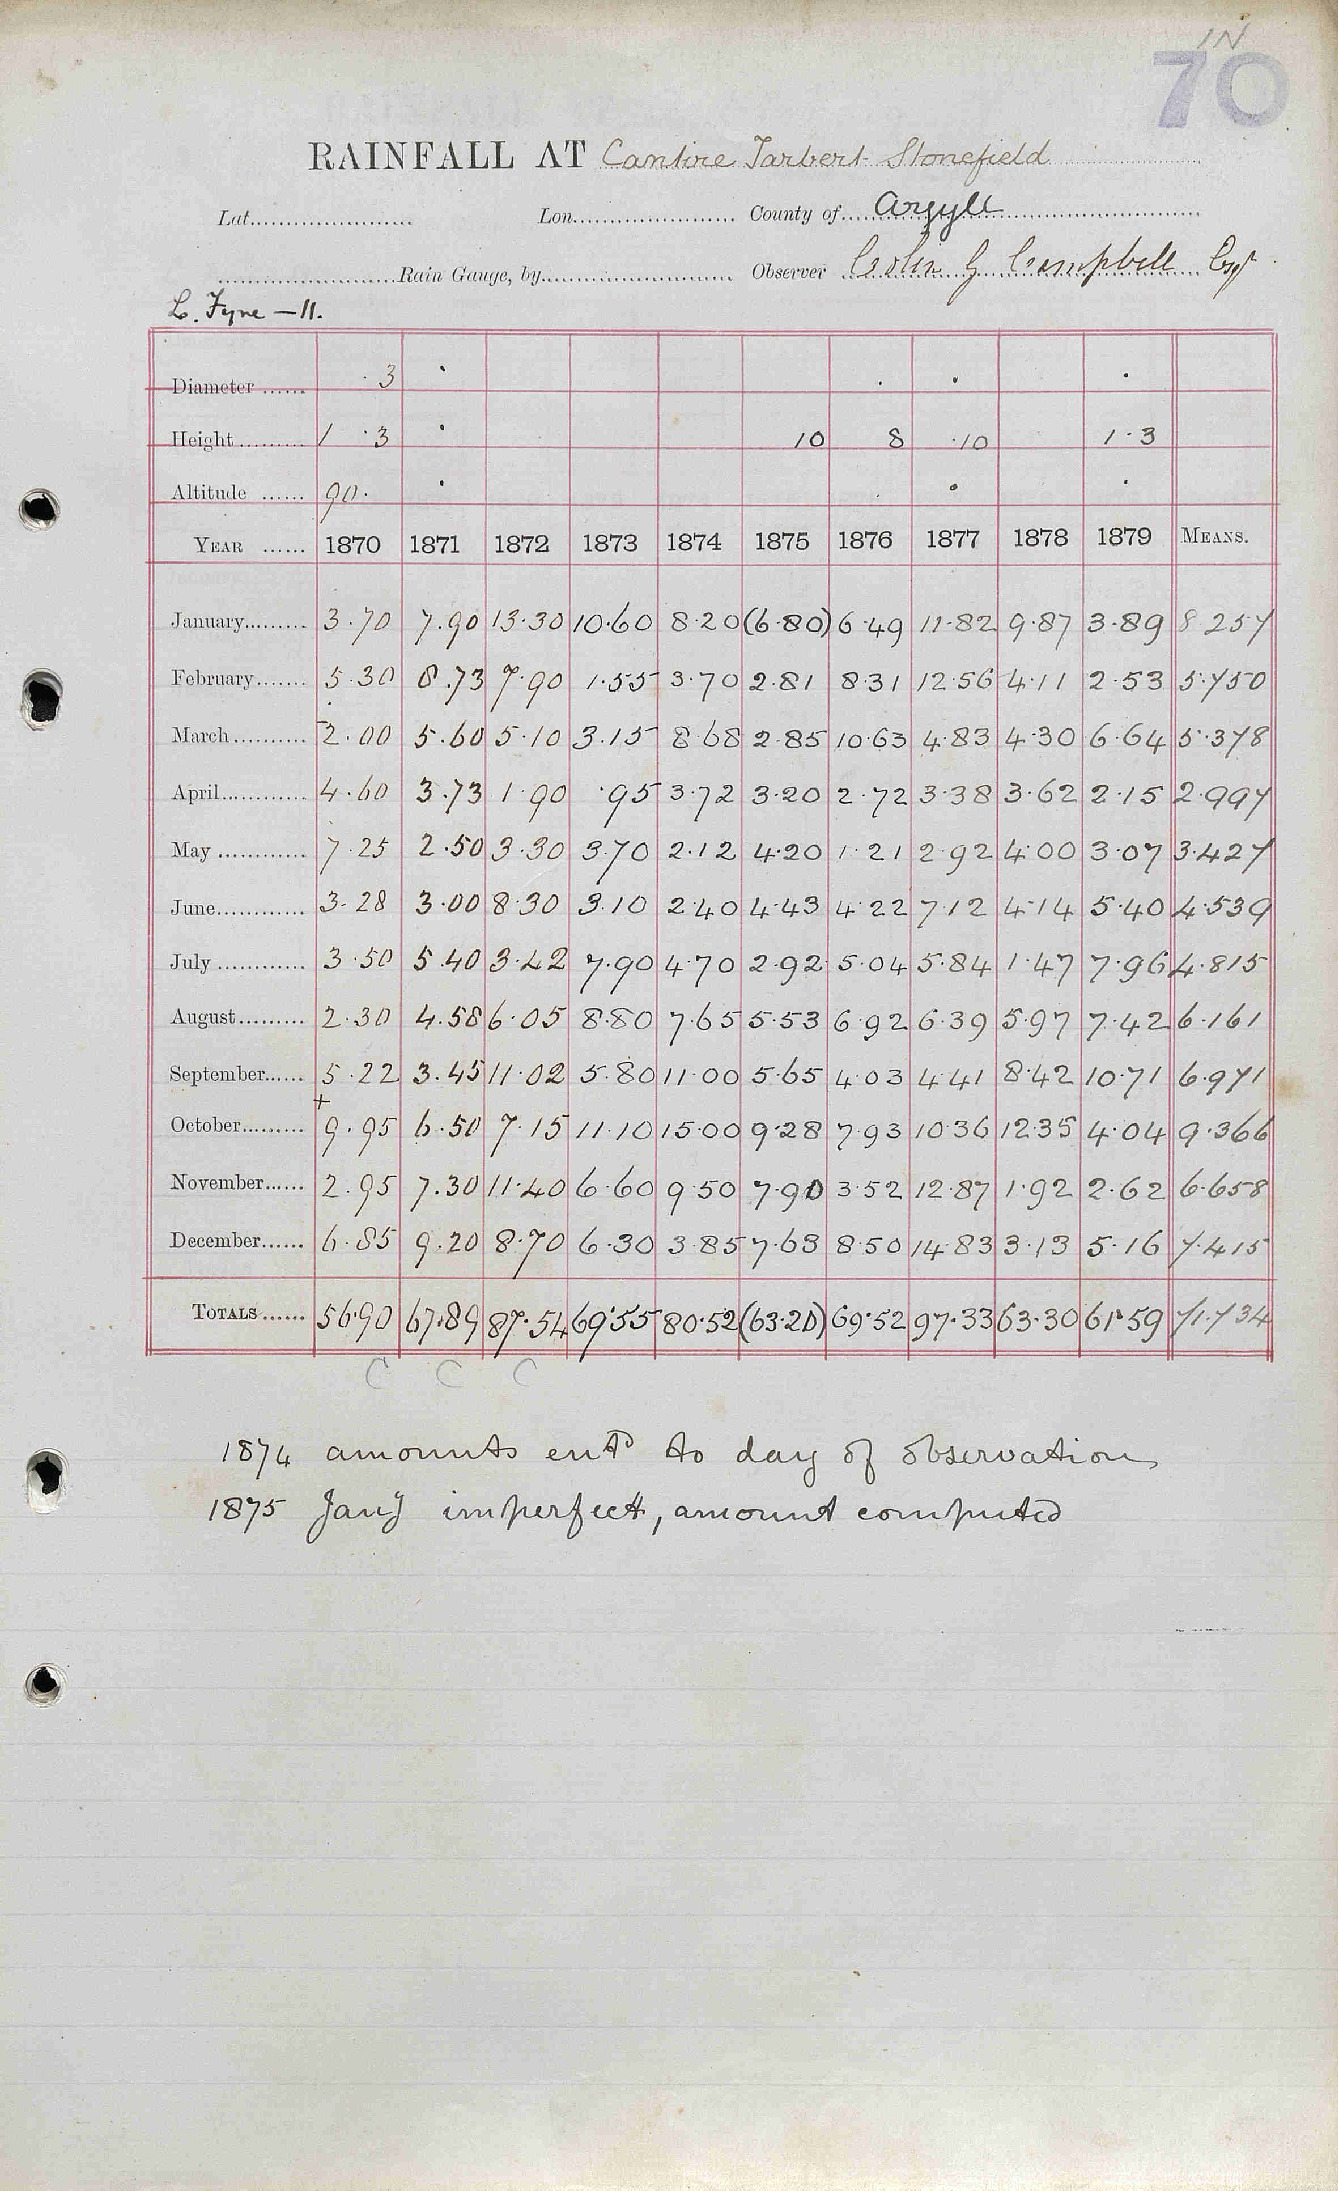 IN
70
RAINFALL AT Cantire Tarbert Stonefield
Lat. Lon. County of Argyll
Rain Gauge, by Observer Colin G Campbell Esqr
L. Fyne — 11.
Diameter 3
Height 1 3 10 8 10 1 3
Altitude 90
YEAR 1870 1871 1872 1873 1874 1875 1876 1877 1878 1879 MEANS.
January 3.70 7.90 13.30 10.60 8.20 (6.80) 6.49 11.82 9.87 3.89 8.257
February 5.30 8.73 7.90 1.55 3.70 2.81 8.31 12.56 4.11 2.53 5.750
March 2.00 5.60 5.10 3.15 8.68 2.85 10.63 4.83 4.30 6.64 5.378
April 4.60 3.73 1.90 .95 3.72 3.20 2.72 3.38 3.62 2.15 2.997
May 7.25 2.50 3.30 3.70 2.12 4.20 1.21 2.92 4.00 3.07 3.427
June 3.28 3.00 8.30 3.10 2.40 4.43 4.22 7.12 4.14 5.40 4.539
July 3.50 5.40 3.42 7.90 4.70 2.92 5.04 5.84 1.47 7.96 4.815
August 2.30 4.58 6.05 8.80 7.65 5.53 6.92 6.39 5.97 7.42 6.161
September 5.22 3.45 11.02 5.80 11.00 5.65 4.03 4.41 8.42 10.71 6.971
+
October 9.95 6.50 7.15 11.10 15.00 9.28 7.93 10.36 12.35 4.04 9.366
November 2.95 7.30 11.40 6.60 9.50 7.90 3.52 12.87 1.92 2.62 6.658
December 6.85 9.20 8.70 6.30 3.85 7.63 8.50 14.83 3.13 5.16 7.415
TOTALS 56.90 67.89 87.54 69.55 80.52 (63.20) 69.52 97.33 63.30 61.59 71.734
C C C
1874 amounts entd to day of observation
1875 Jany imperfect, amount computed